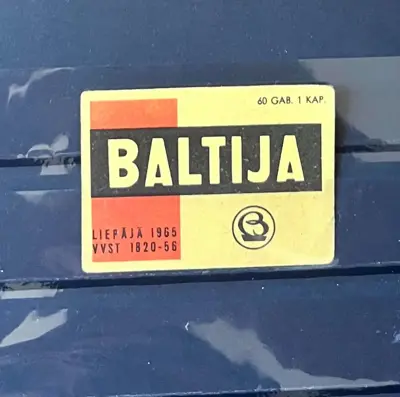 60 GAB. 1 KAP.
BALTIJA
LIEPĀJĀ 1965
VVST 1820-56